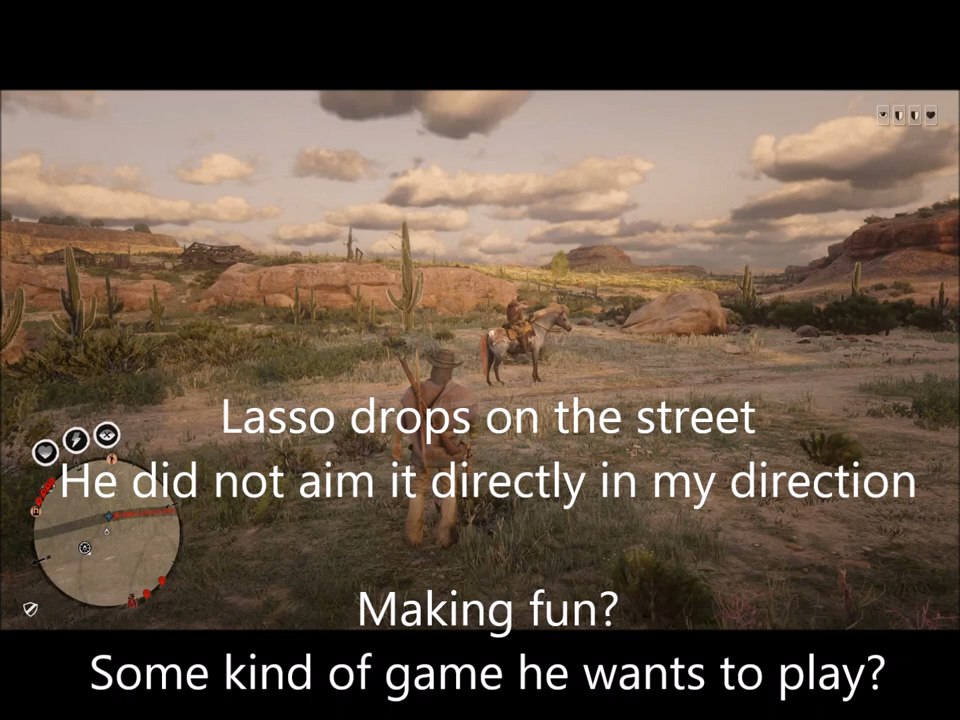 Lasso drops on the street
He did not aim it directly in my direction
Making fun?
Some kind of game he wants to play?